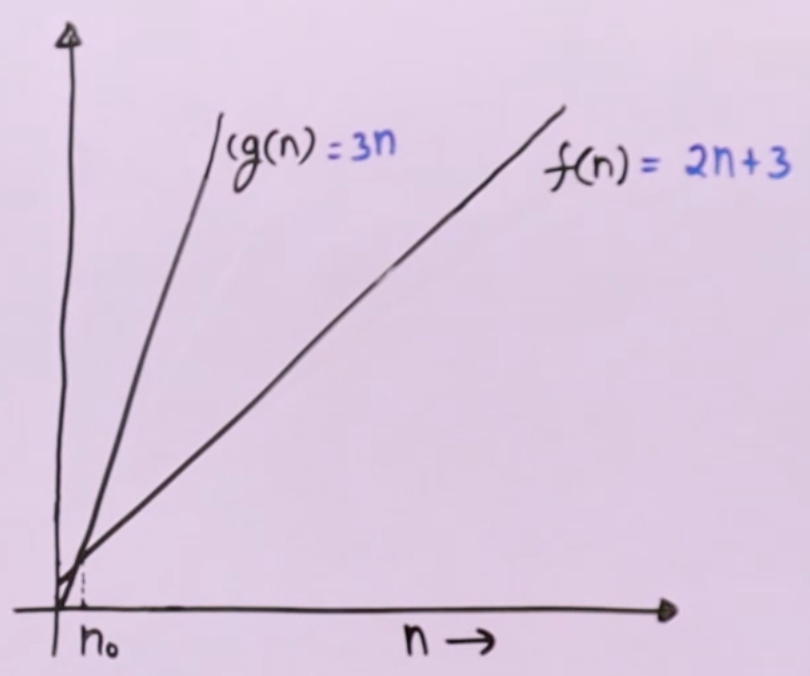 cg(n) = 3n
f(n) = 2n+3
n₀
n →